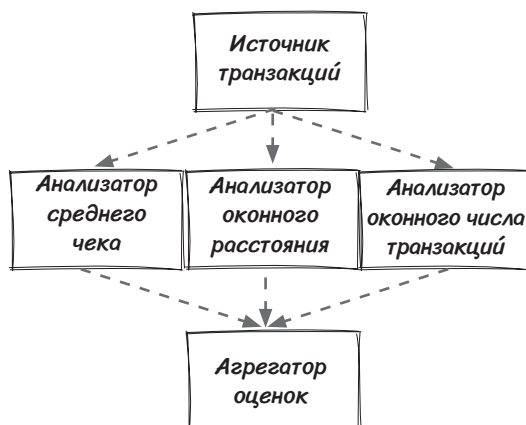 Источник
транзакций
Анализатор
среднего
чека
Анализатор
оконного
расстояния
Анализатор
оконного числа
транзакций
Агрегатор
оценок